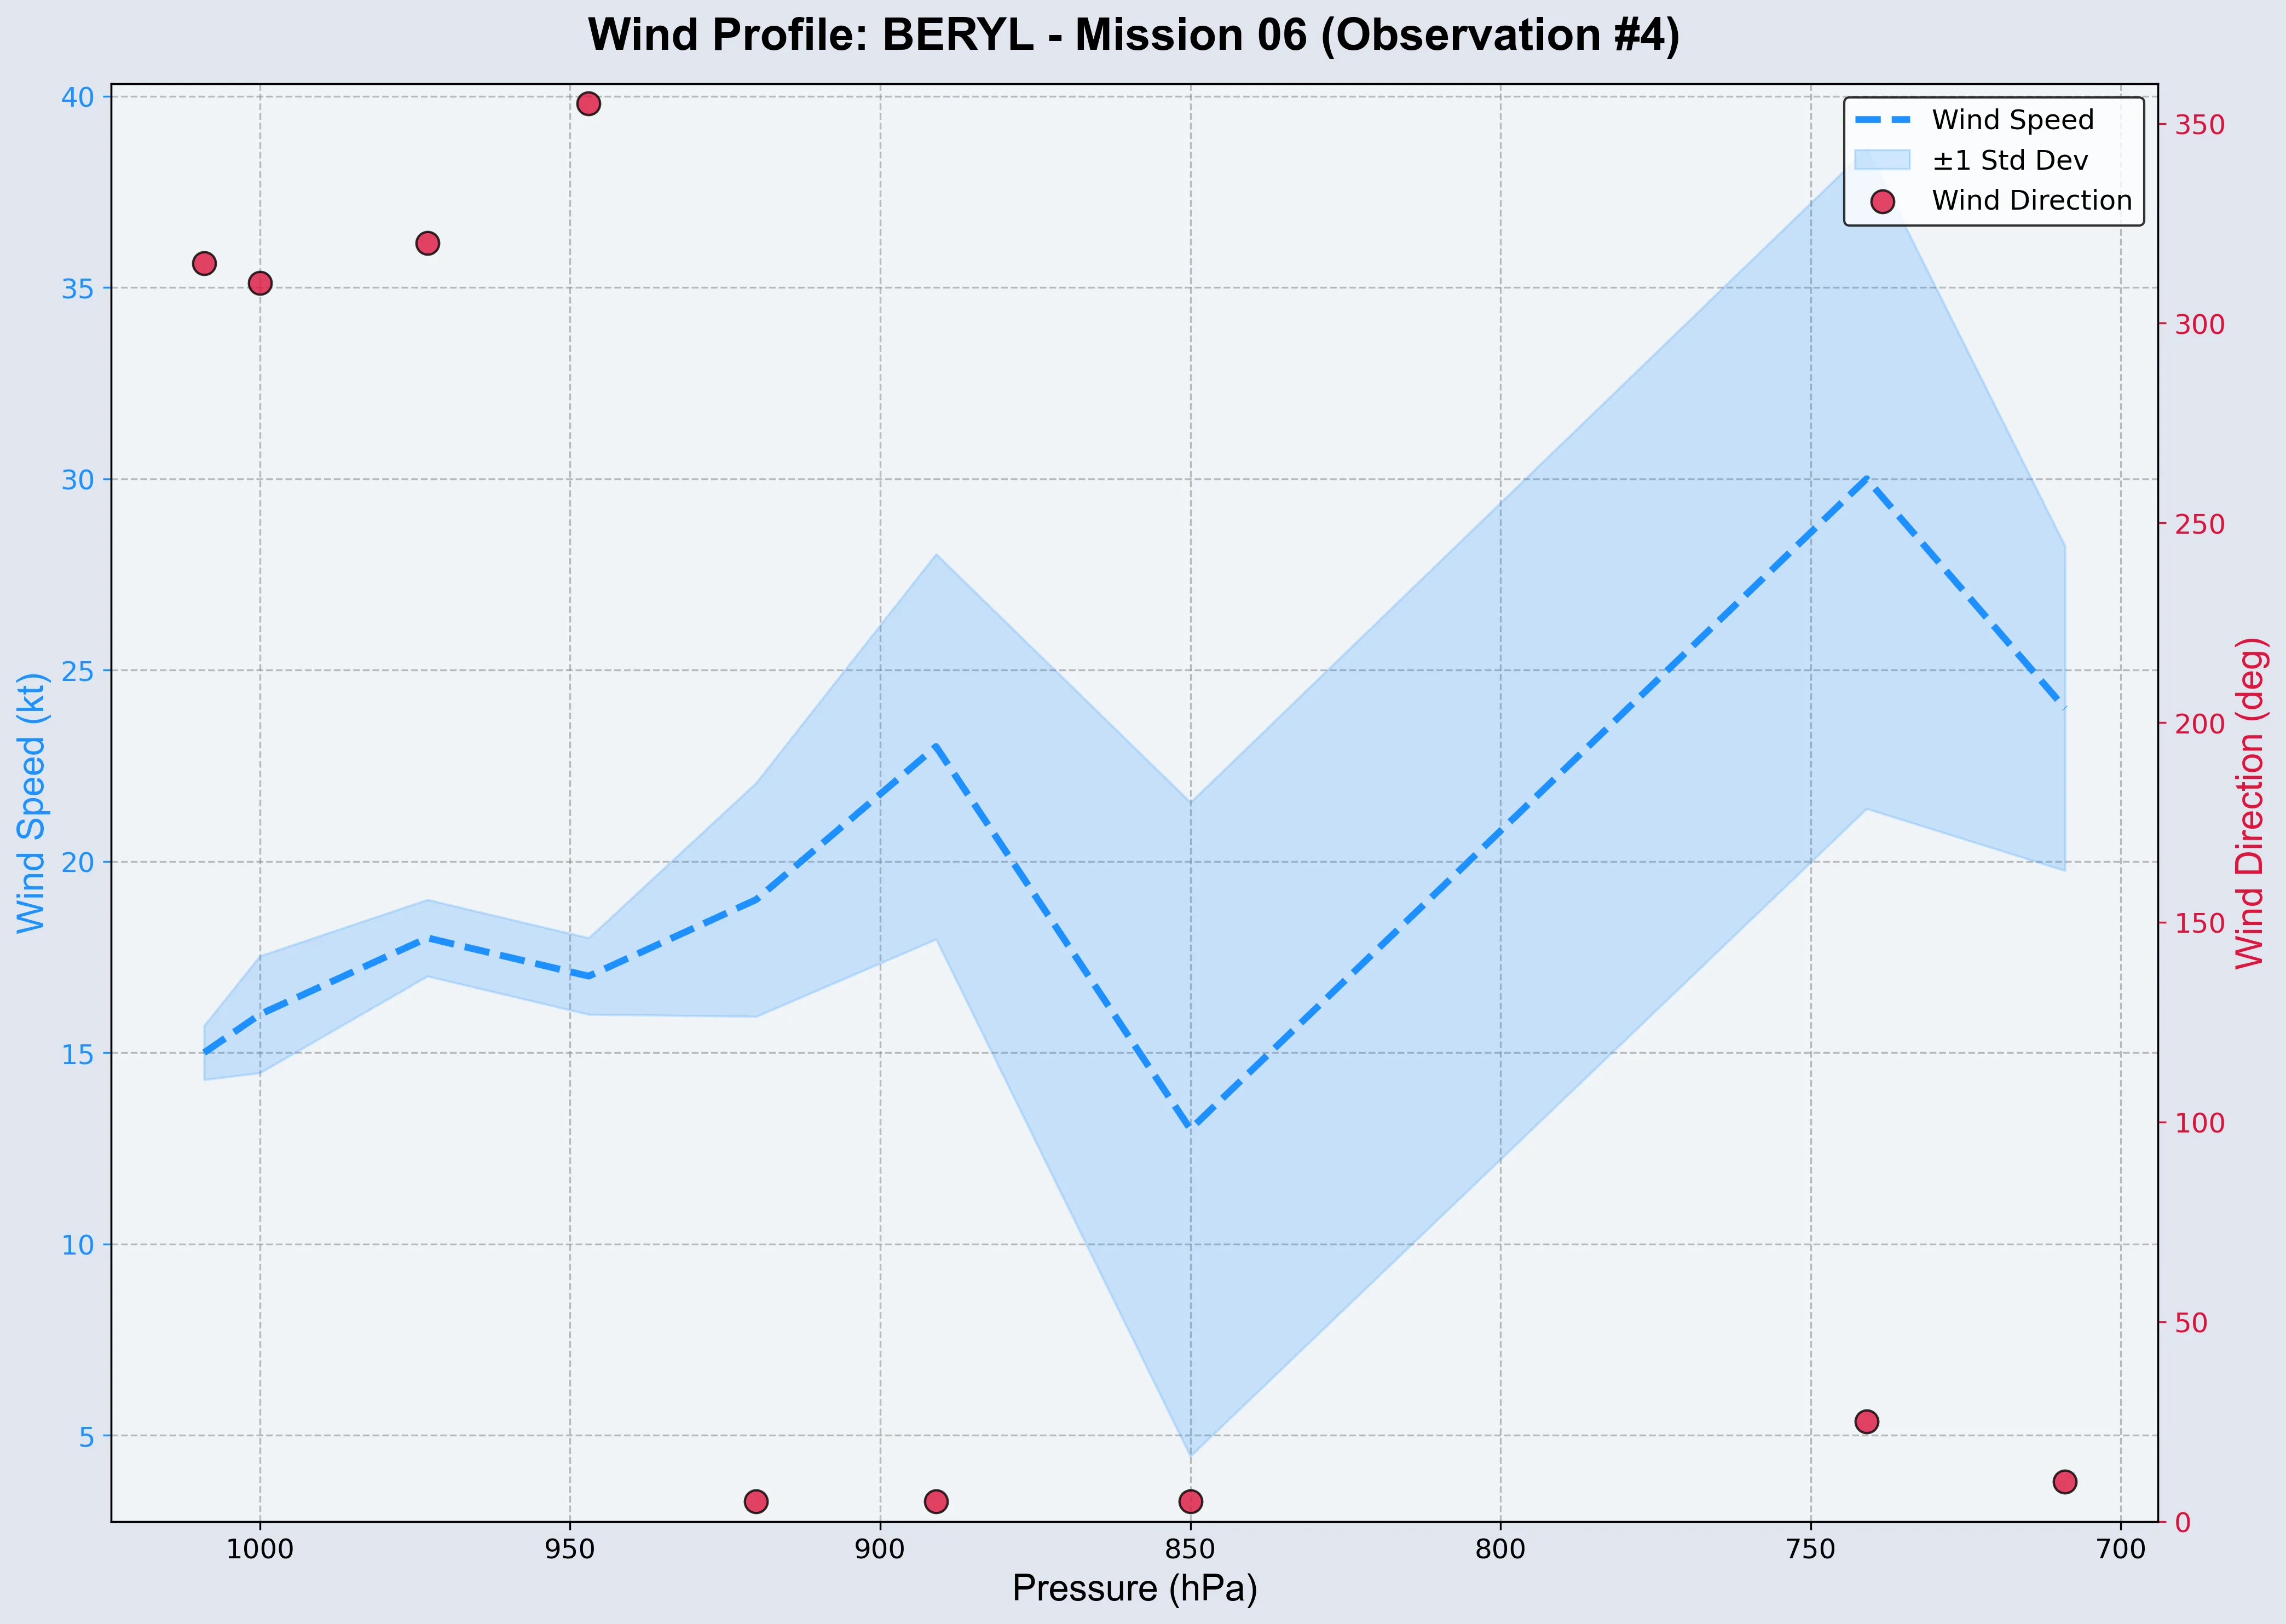 Wind Profile: BERYL - Mission 06 (Observation #4)
Wind Speed
±1 Std Dev
Wind Direction
Wind Speed (kt)
40
35
30
25
20
15
10
5
350
300
250
200
150
100
50
0
Wind Direction (deg)
1000 950 900 850 800 750 700
Pressure (hPa)